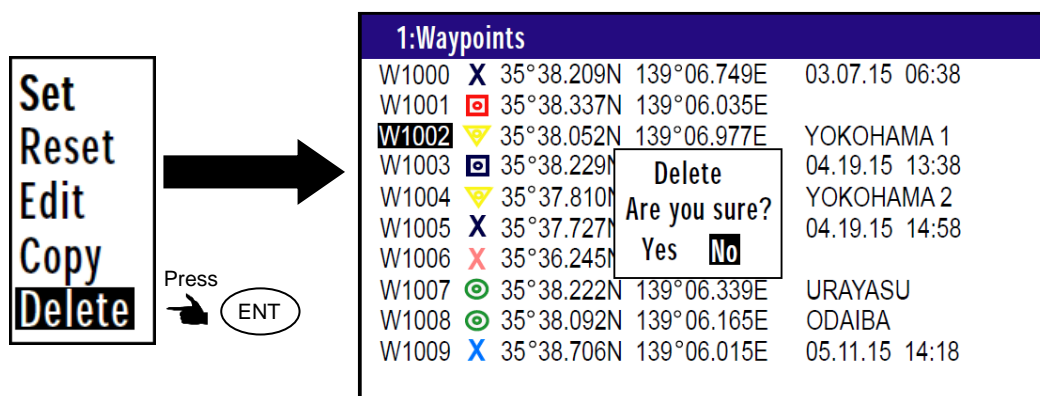 Set
Reset
Edit
Copy
Delete
Press
ENT
1:Waypoints
W1000 X 35°38.209N 139°06.749E 03.07.15 06:38
W1001 35°38.337N 139°06.035E
W1002 35°38.052N 139°06.977E YOKOHAMA 1
W1003 35°38.229N 04.19.15 13:38
W1004 35°37.810N YOKOHAMA 2
W1005 X 35°37.727N 04.19.15 14:58
W1006 X 35°36.245N
W1007 35°38.222N 139°06.339E URAYASU
W1008 35°38.092N 139°06.165E ODAIBA
W1009 X 35°38.706N 139°06.015E 05.11.15 14:18
Delete
Are you sure?
Yes No